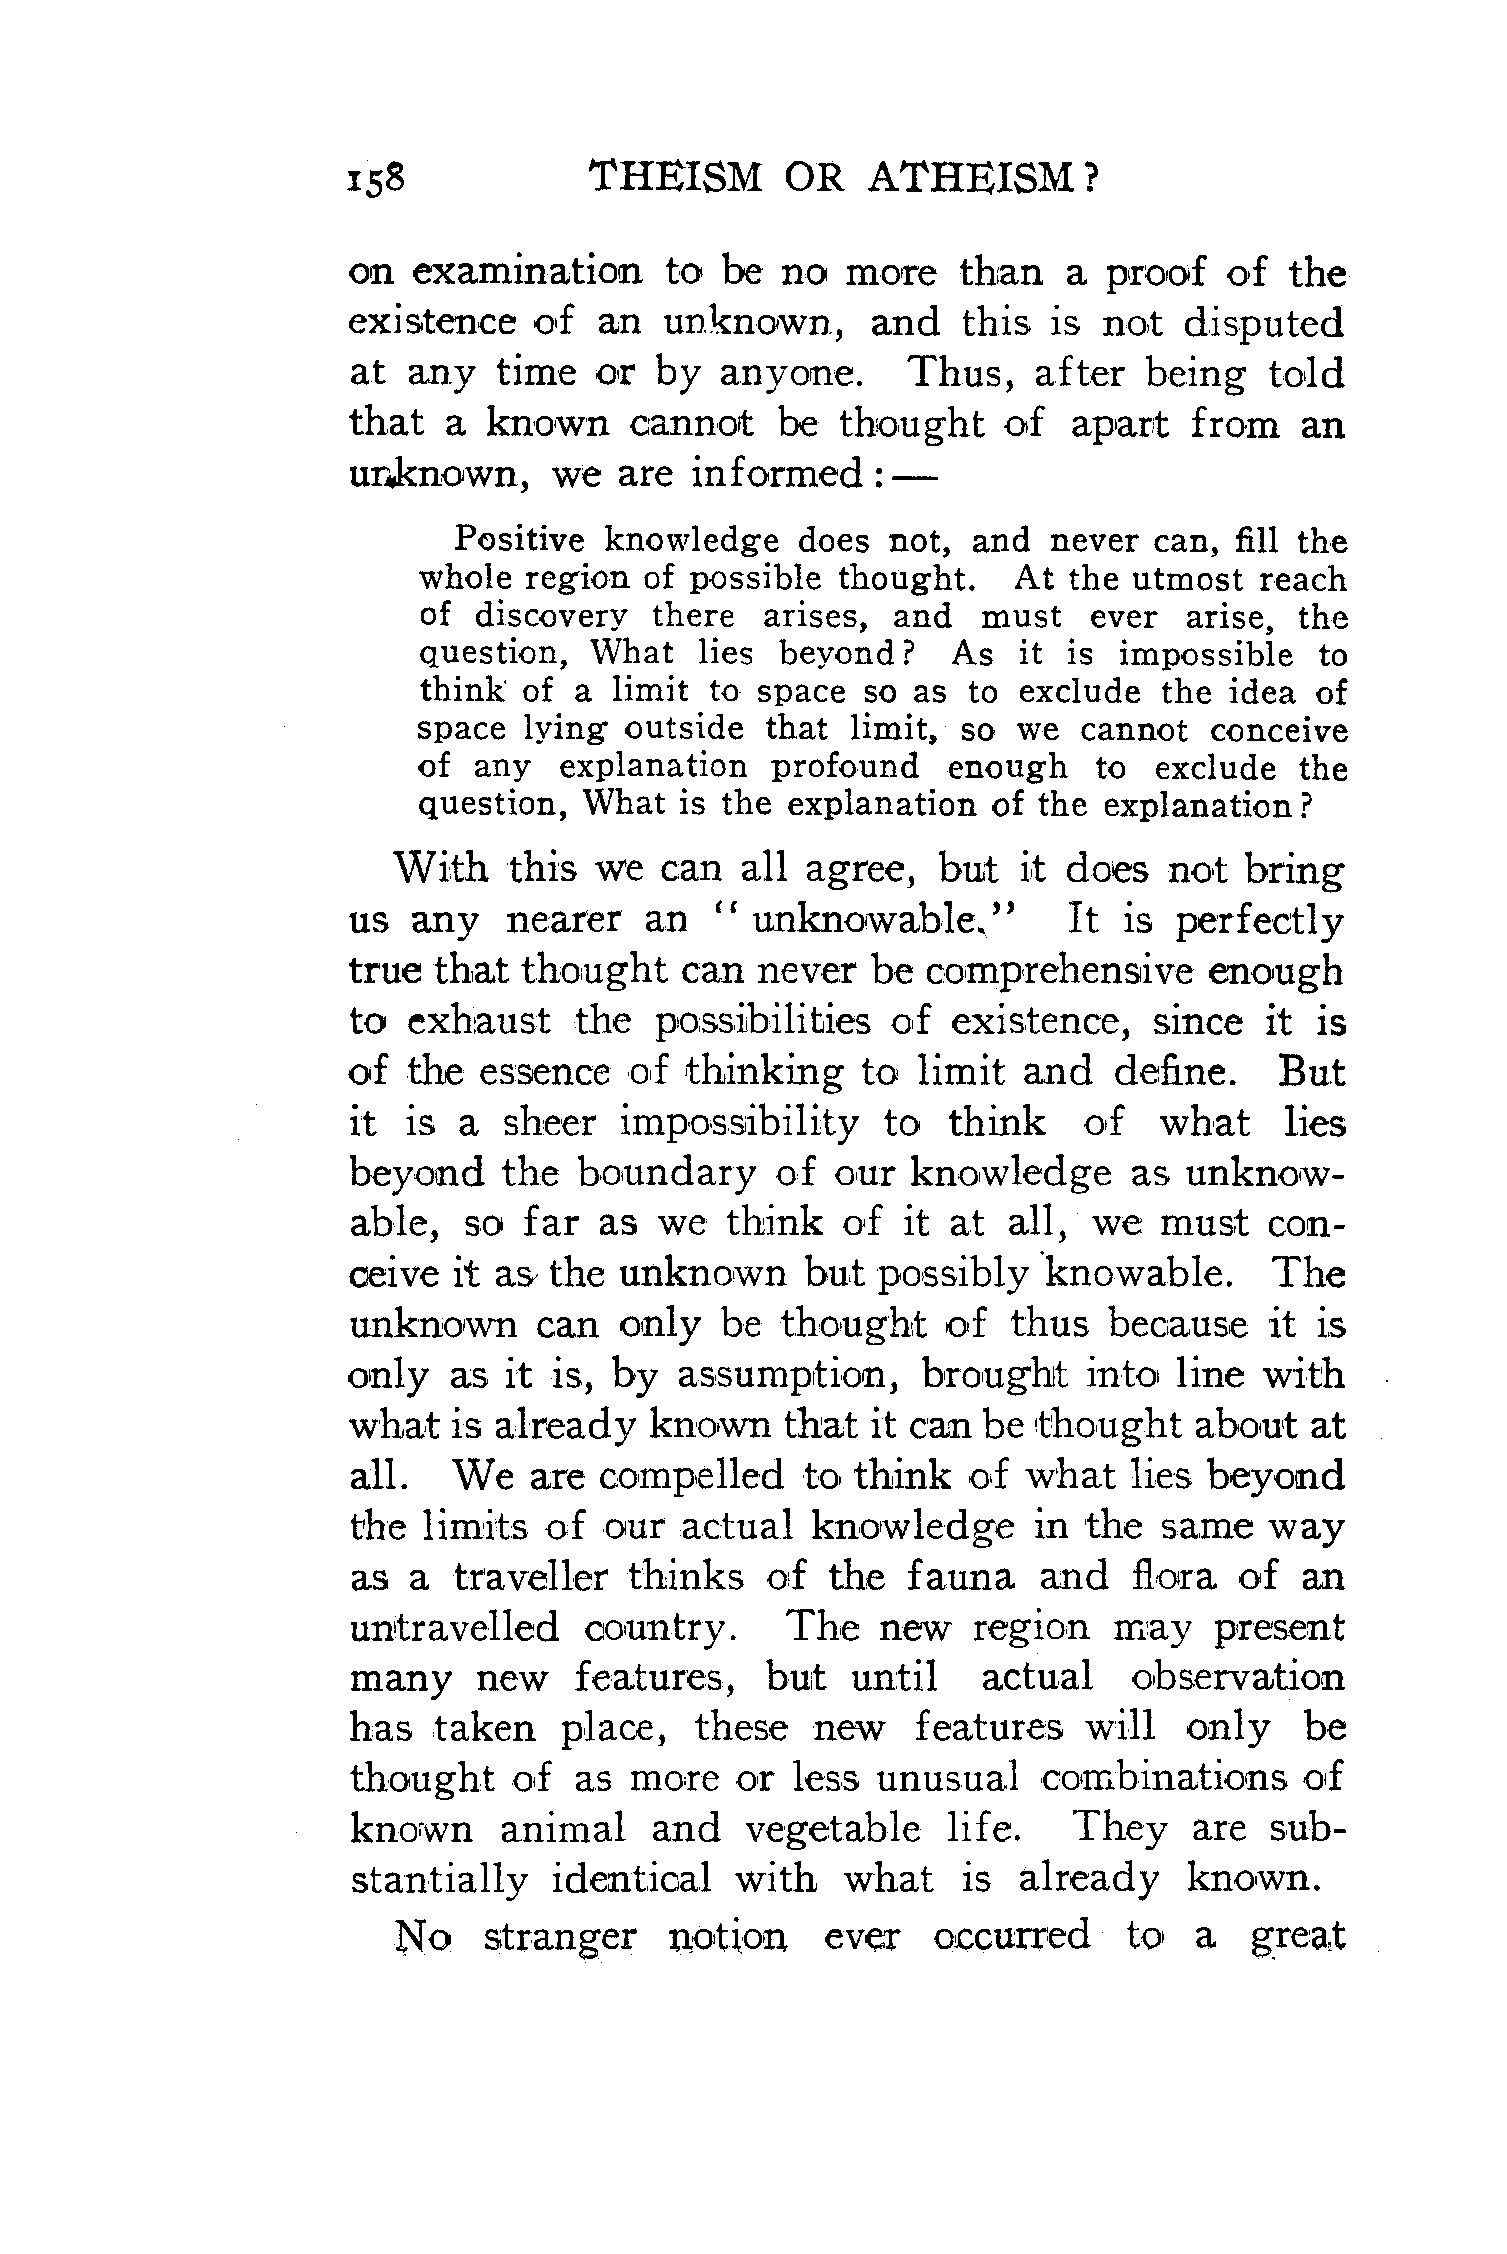 158 THEISM OR ATHEISM?
on examination to be no more than a proof of the
existence of an unknown, and this is not disputed
at any time or by anyone. Thus, after being told
that a known cannot be thought of apart from an
unknown, we are informed :—
Positive knowledge does not, and never can, fill the
whole region of possible thought. At the utmost reach
of discovery there arises, and must ever arise, the
question, What lies beyond? As it is impossible to
think of a limit to space so as to exclude the idea of
space lying outside that limit, so we cannot conceive
of any explanation profound enough to exclude the
question, What is the explanation of the explanation?
With this we can all agree, but it does not bring
us any nearer an “ unknowable.” It is perfectly
true that thought can never be comprehensive enough
to exhaust the possibilities of existence, since it is
of the essence of thinking to limit and define. But
it is a sheer impossibility to think of what lies
beyond the boundary of our knowledge as unknow-
able, so far as we think of it at all, we must con-
ceive it as the unknown but possibly knowable. The
unknown can only be thought of thus because it is
only as it is, by assumption, brought into line with
what is already known that it can be thought about at
all. We are compelled to think of what lies beyond
the limits of our actual knowledge in the same way
as a traveller thinks of the fauna and flora of an
untravelled country. The new region may present
many new features, but until actual observation
has taken place, these new features will only be
thought of as more or less unusual combinations of
known animal and vegetable life. They are sub-
stantially identical with what is already known.
No stranger notion ever occurred to a great